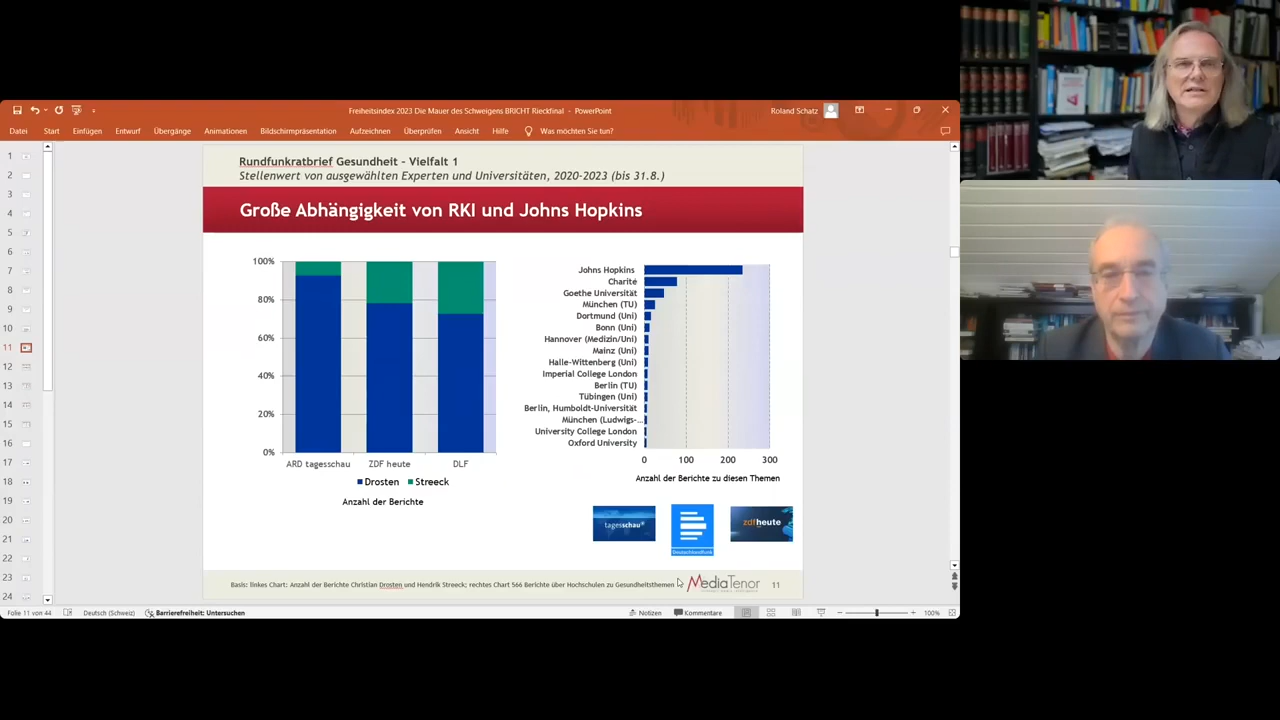 Freiheitsindex 2023 Die Mauer des Schweigens BRICHT Rieckfinal - PowerPoint
Roland Schatz
Datei Start Einfügen Entwurf Übergänge Animationen Bildschirmpräsentation Aufzeichnen Überprüfen Ansicht Hilfe Was möchten Sie tun?
1
2
3
4
5
6
7
8
9
10
11
12
13
14
15
16
17
18
19
20
21
22
23
24
Rundfunkratbrief Gesundheit - Vielfalt 1
Stellenwert von ausgewählten Experten und Universitäten, 2020-2023 (bis 31.8.)
Große Abhängigkeit von RKI und Johns Hopkins
100%
80%
60%
40%
20%
0%
ARD tagesschau ZDF heute DLF
Drosten Streeck
Anzahl der Berichte
Johns Hopkins
Charité
Goethe Universität
München (TU)
Dortmund (Uni)
Bonn (Uni)
Hannover (Medizin/Uni)
Mainz (Uni)
Halle-Wittenberg (Uni)
Imperial College London
Berlin (TU)
Tübingen (Uni)
Berlin, Humboldt-Universität
München (Ludwigs-...
University College London
Oxford University
0 100 200 300
Anzahl der Berichte zu diesen Themen
tagesschau
Deutschlandfunk
zdfheute
Basis: linkes Chart: Anzahl der Berichte Christian Drosten und Hendrik Streeck; rechtes Chart 566 Berichte über Hochschulen zu Gesundheitsthemen
MediaTenor
11
Folie 11 von 44 Deutsch (Schweiz) Barrierefreiheit: Untersuchen Notizen Kommentare 100%